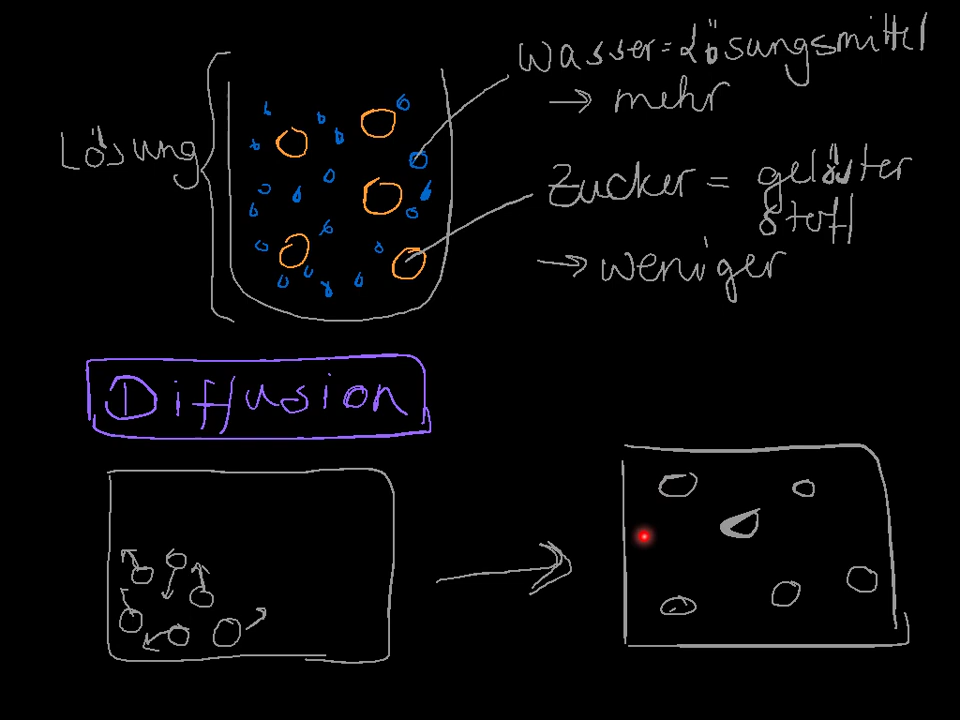 Wasser = Lösungsmittel
→ mehr
Lösung
Zucker = gelöster
Stoff
→ weniger
Diffusion